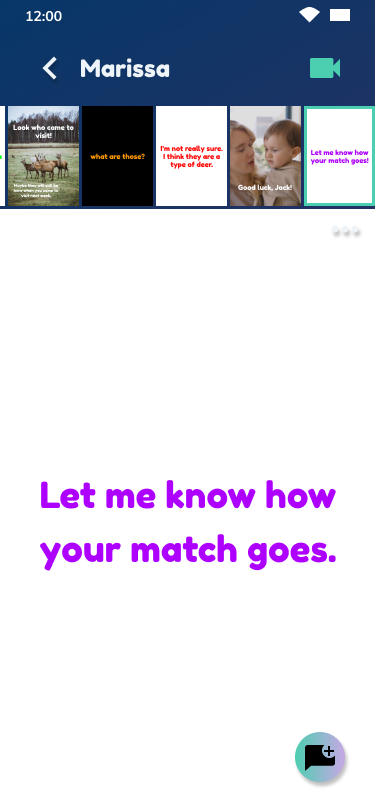 12:00
Marissa
Look who came to
visit!
Maybe they will still be
here when you come to
visit next week.
what are those?
I'm not really sure.
I think they are a
type of deer.
Good luck, Jack!
Let me know how
your match goes!
Let me know how
your match goes.